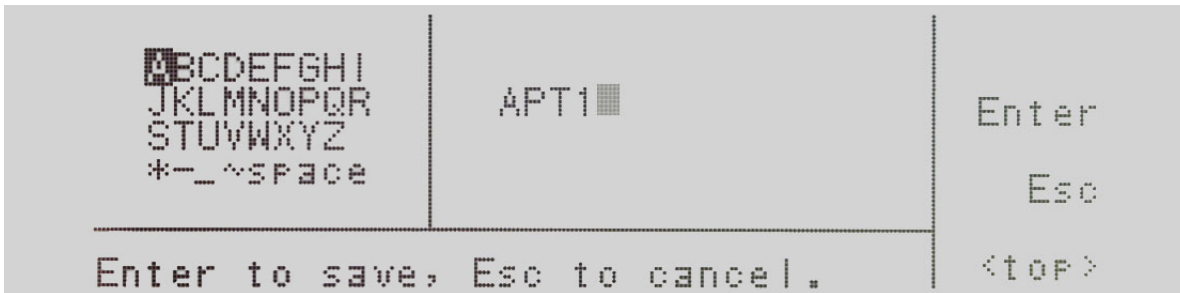 ABCDEFGHI
JKLMNOPQR
STUVWXYZ
*-_~space
APT1
Enter
Esc
<top>
Enter to save, Esc to cancel.